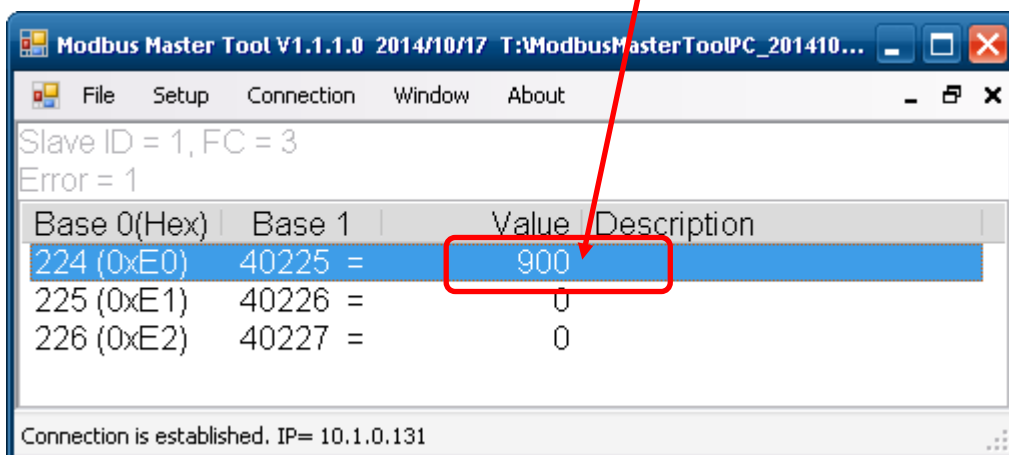 Modbus Master Tool V1.1.1.0 2014/10/17 T:\ModbusMasterToolPC_201410...
File Setup Connection Window About
Slave ID = 1, FC = 3
Error = 1
Base 0(Hex) Base 1 Value Description
224 (0xE0) 40225 = 900
225 (0xE1) 40226 = 0
226 (0xE2) 40227 = 0
Connection is established. IP= 10.1.0.131